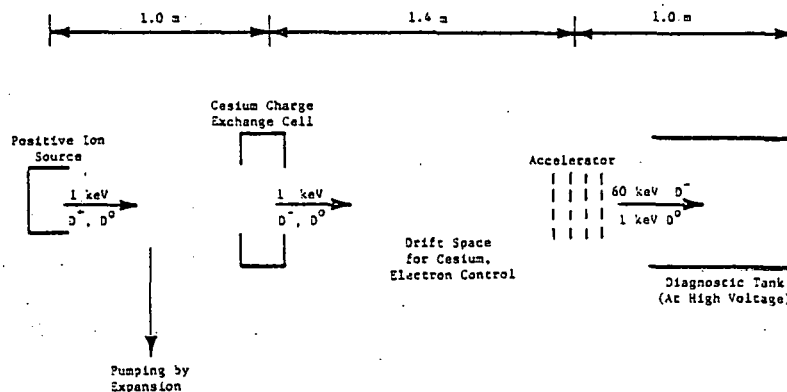 1.0 m
1.4 m
1.0 m
Cesium Charge
Exchange Cell
Positive Ion
Source
1 keV
D⁺, D⁰
1 keV
D⁻, D⁰
Accelerator
60 keV D⁻
1 keV D⁰
Drift Space
for Cesium,
Electron Control
Diagnostic Tank
(At High Voltage)
Pumping by
Expansion